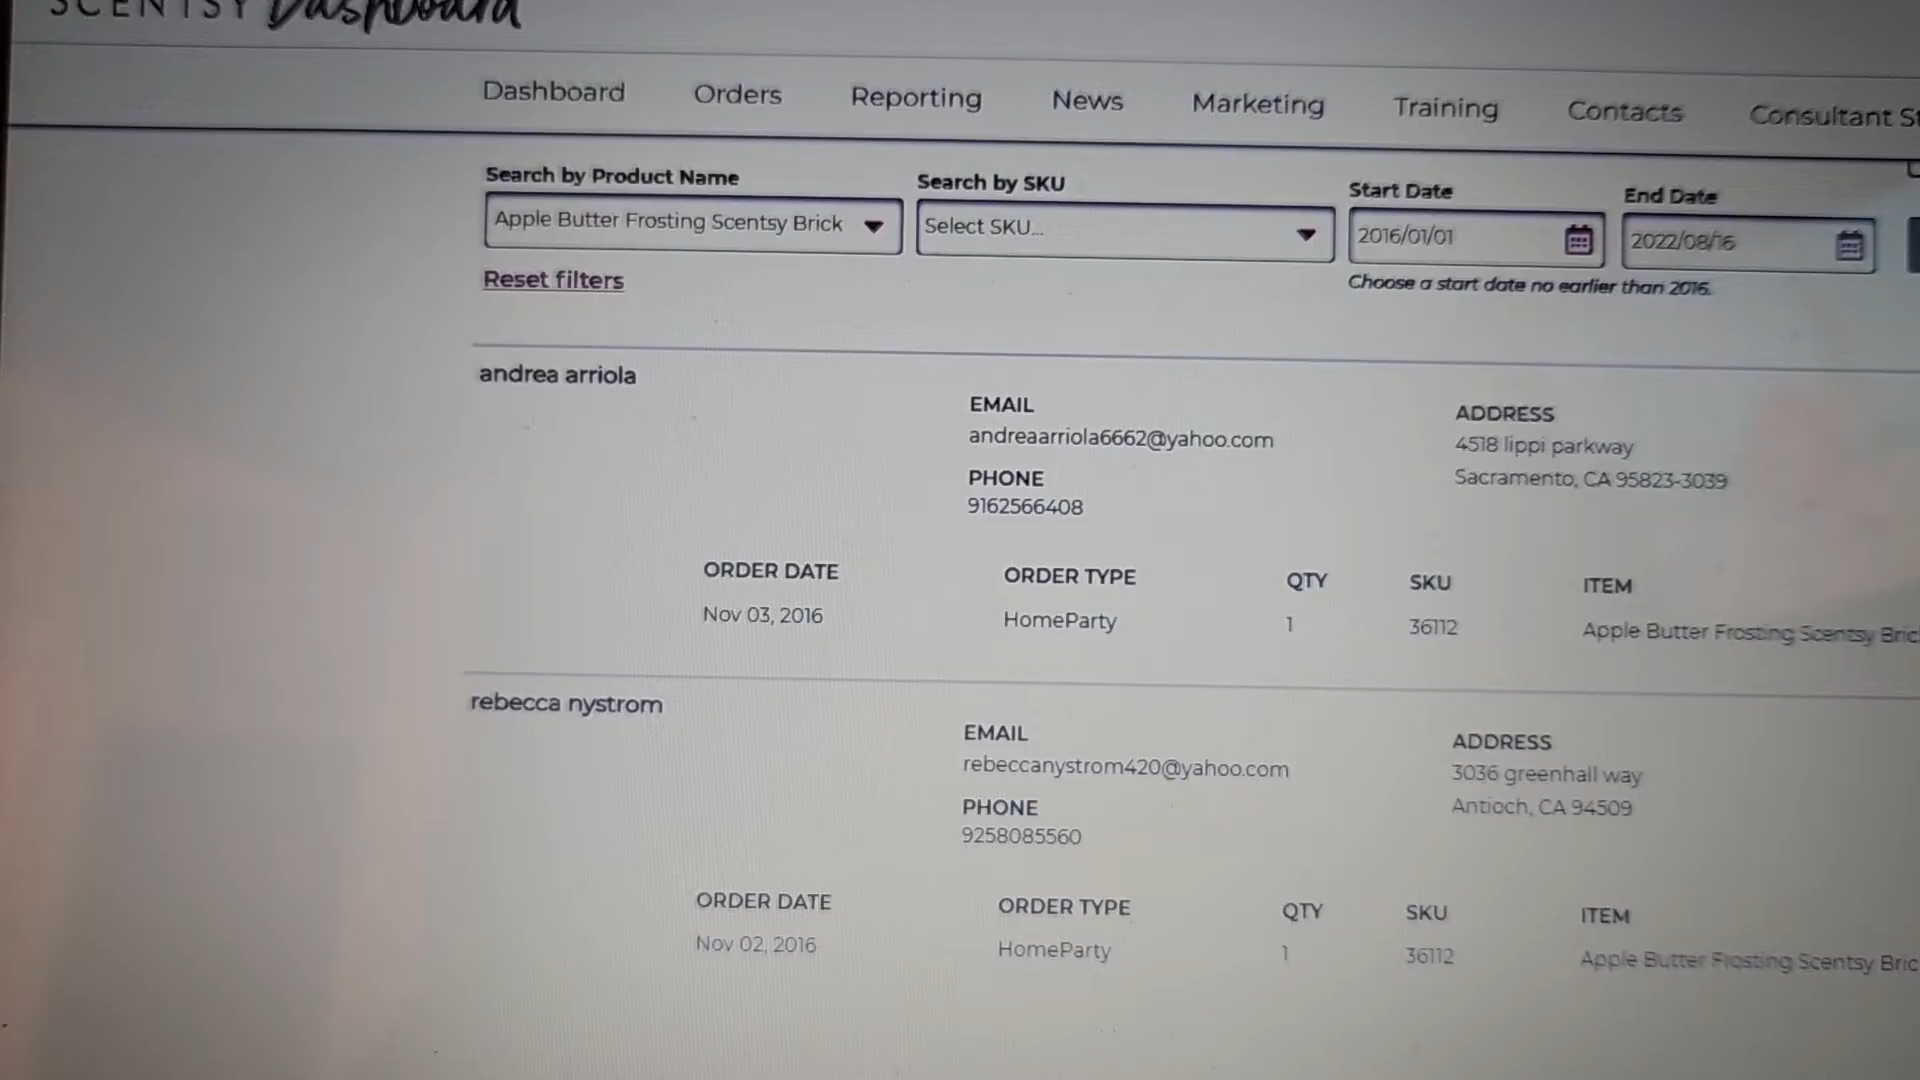 SCENTSY Dashboard
Dashboard Orders Reporting News Marketing Training Contacts Consultant
Search by Product Name Search by SKU Start Date End Date
Apple Butter Frosting Scentsy Brick Select SKU... 2016/01/01 2022/08/16
Reset filters Choose a start date no earlier than 2016.
andrea arriola
EMAIL ADDRESS
andreaarriola6662@yahoo.com 4518 lippi parkway
PHONE Sacramento, CA 95823-3039
9162566408
ORDER DATE ORDER TYPE QTY SKU ITEM
Nov 03, 2016 HomeParty 1 36112 Apple Butter Frosting Scentsy Bric
rebecca nystrom
EMAIL ADDRESS
rebeccanystrom420@yahoo.com 3036 greenhall way
PHONE Antioch, CA 94509
9258085560
ORDER DATE ORDER TYPE QTY SKU ITEM
Nov 02, 2016 HomeParty 1 36112 Apple Butter Frosting Scentsy Bric